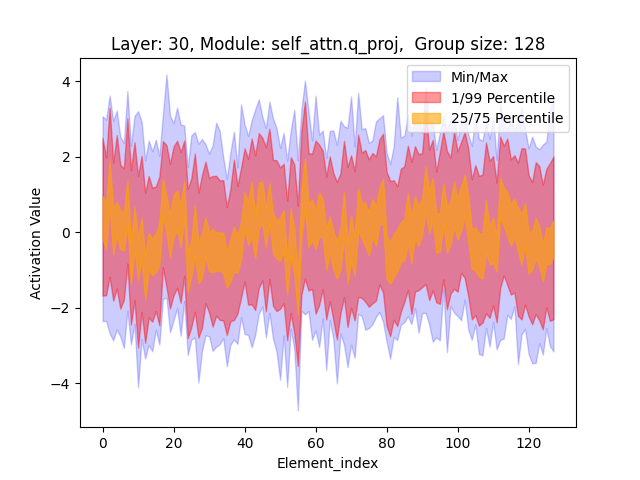 Layer: 30, Module: self_attn.q_proj,  Group size: 128
Min/Max
1/99 Percentile
25/75 Percentile
Activation Value
4
2
0
−2
−4
0 20 40 60 80 100 120
Element_index